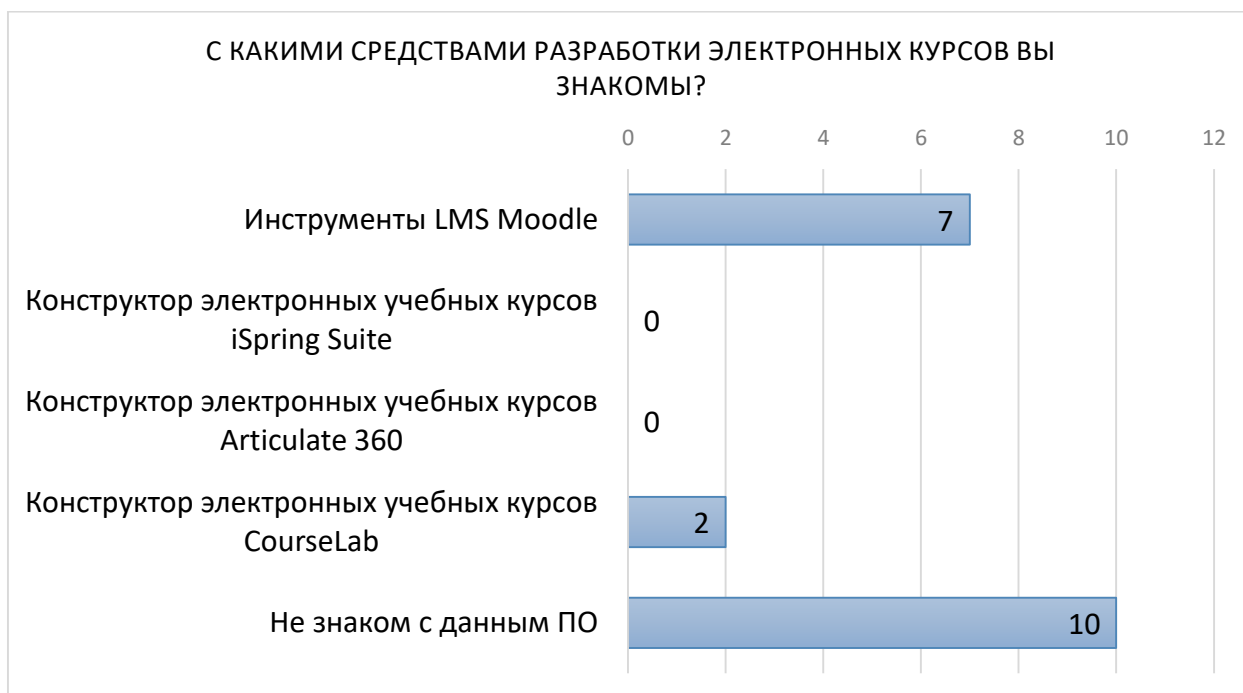 С КАКИМИ СРЕДСТВАМИ РАЗРАБОТКИ ЭЛЕКТРОННЫХ КУРСОВ ВЫ
ЗНАКОМЫ?
0 2 4 6 8 10 12
Инструменты LMS Moodle 7
Конструктор электронных учебных курсов
iSpring Suite
0
Конструктор электронных учебных курсов
Articulate 360
0
Конструктор электронных учебных курсов
CourseLab
2
Не знаком с данным ПО 10